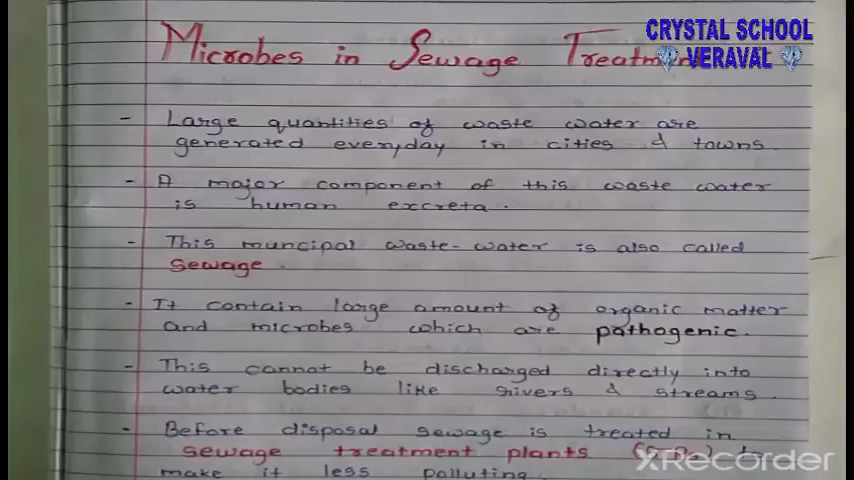 CRYSTAL SCHOOL
VERAVAL
Microbes in Sewage Treatment
- Large quantities of waste water are
generated everyday in cities & towns.
- A major component of this waste water
is human excreta.
- This muncipal waste-water is also called
sewage.
- It contain large amount of organic matter
and microbes which are pathogenic.
- This cannot be discharged directly into
water bodies like rivers & streams.
- Before disposal sewage is treated in
sewage treatment plants to
make it less polluting
XRecorder